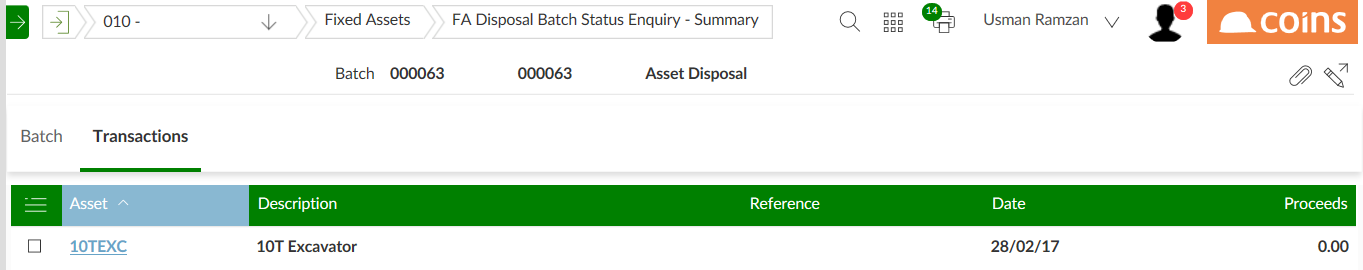 010 - Fixed Assets FA Disposal Batch Status Enquiry - Summary 14 Usman Ramzan 3 coins
Batch 000063 000063 Asset Disposal
Batch Transactions
Asset Description Reference Date Proceeds
10TEXC 10T Excavator 28/02/17 0.00